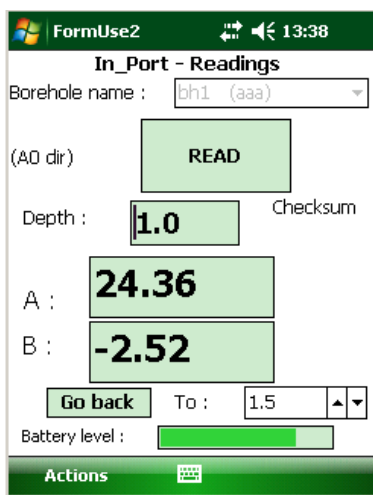 FormUse2 13:38
In_Port - Readings
Borehole name : bh1 (aaa)
(A0 dir) READ
Checksum
Depth : 1.0
A : 24.36
B : -2.52
Go back To : 1.5
Battery level :
Actions